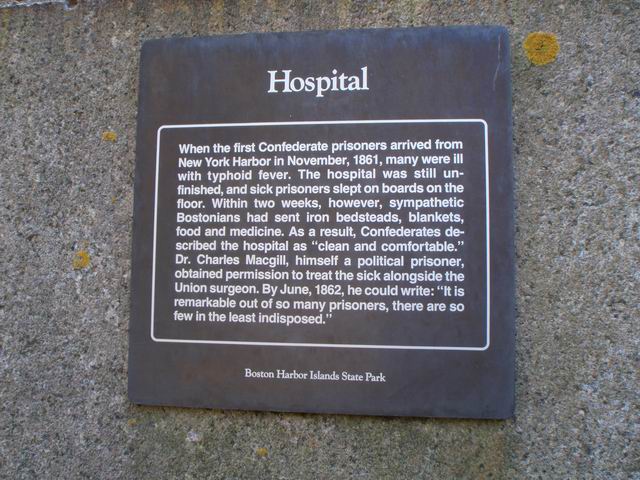 Hospital
When the first Confederate prisoners arrived from
New York Harbor in November, 1861, many were ill
with typhoid fever. The hospital was still un-
finished, and sick prisoners slept on boards on the
floor. Within two weeks, however, sympathetic
Bostonians had sent iron bedsteads, blankets,
food and medicine. As a result, Confederates de-
scribed the hospital as “clean and comfortable.”
Dr. Charles Macgill, himself a political prisoner,
obtained permission to treat the sick alongside the
Union surgeon. By June, 1862, he could write: “It is
remarkable out of so many prisoners, there are so
few in the least indisposed.”
Boston Harbor Islands State Park